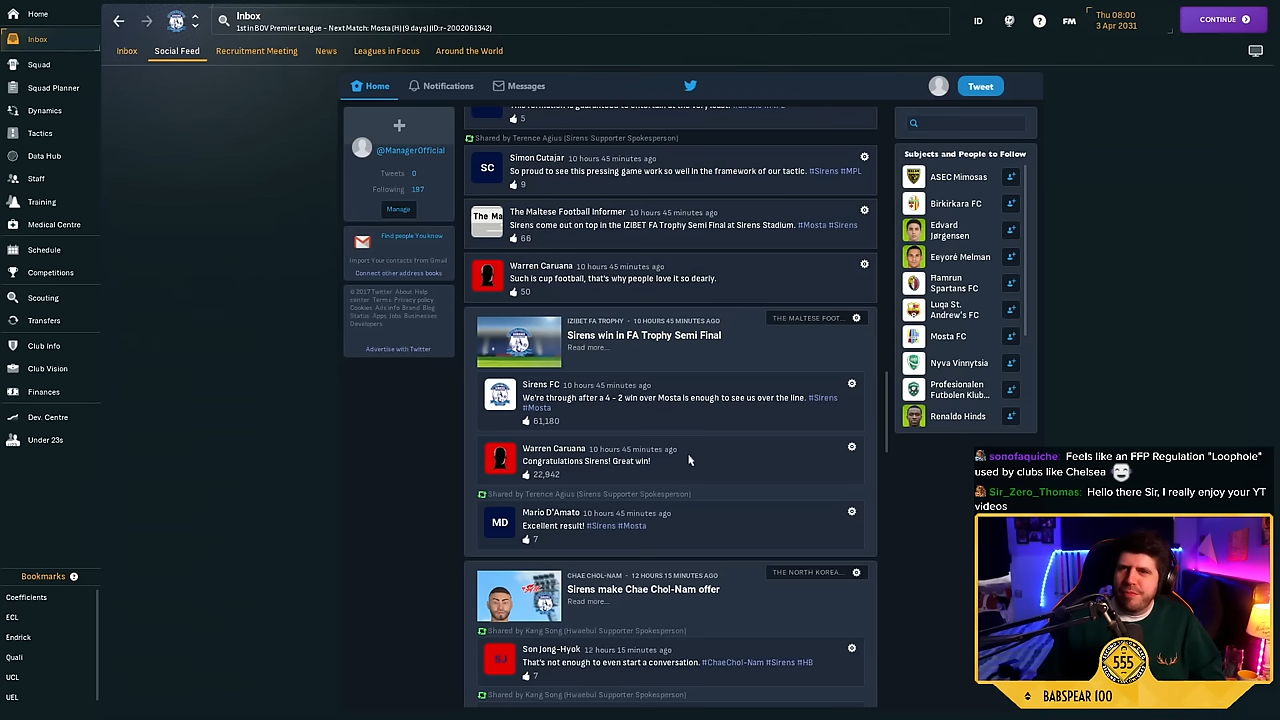 Home
Inbox
Squad
Squad Planner
Dynamics
Tactics
Data Hub
Staff
Training
Medical Centre
Schedule
Competitions
Scouting
Transfers
Club Info
Club Vision
Finances
Dev. Centre
Under 23s
Bookmarks
Coefficients
ECL
Endrick
Quali
UCL
UEL
Inbox
1st in BOV Premier League - Next Match: Mosta (H) (9 days) (ID:r-2002061342)
ID
FM
Thu 08:00
3 Apr 2031
CONTINUE
Inbox
Social Feed
Recruitment Meeting
News
Leagues in Focus
Around the World
Home
Notifications
Messages
Tweet
@ManagerOfficial
Tweets 0
Following 197
Manage
Find people You know
Import Your contacts from Gmail
Connect other address books
© 2017 Twitter About Help
center Terms Privacy policy
Cookies Ads info Brand Blog
Status Apps Jobs Businesses
Developers
Advertise with Twitter
5
Shared by Terence Agius (Sirens Supporter Spokesperson)
SC
Simon Cutajar 10 hours 45 minutes ago
So proud to see this pressing game work so well in the framework of our tactic. #Sirens #MPL
9
The Ma
The Maltese Football Informer 10 hours 45 minutes ago
Sirens come out on top in the IZIBET FA Trophy Semi Final at Sirens Stadium. #Mosta #Sirens
66
Warren Caruana 10 hours 45 minutes ago
Such is cup football, that's why people love it so dearly.
50
IZIBET FA TROPHY - 10 HOURS 45 MINUTES AGO
THE MALTESE FOOT...
Sirens win in FA Trophy Semi Final
Read more...
Sirens FC 10 hours 45 minutes ago
We're through after a 4 - 2 win over Mosta is enough to see us over the line. #Sirens
#Mosta
61,180
Warren Caruana 10 hours 45 minutes ago
Congratulations Sirens! Great win!
22,942
Shared by Terence Agius (Sirens Supporter Spokesperson)
MD
Mario D'Amato 10 hours 45 minutes ago
Excellent result! #Sirens #Mosta
7
CHAE CHOL-NAM - 12 HOURS 15 MINUTES AGO
THE NORTH KOREA...
Sirens make Chae Chol-Nam offer
Read more...
Shared by Kang Song (Hwaebul Supporter Spokesperson)
SJ
Son Jong-Hyok 12 hours 15 minutes ago
That's not enough to even start a conversation. #ChaeChol-Nam #Sirens #HB
7
Shared by Kang Song (Hwaebul Supporter Spokesperson)
Subjects and People to Follow
ASEC Mimosas
Birkirkara FC
Edvard
Jørgensen
Eeyoré Melman
Hamrun
Spartans FC
Luqa St.
Andrew's FC
Mosta FC
Nyva Vinnytsia
Profesionalen
Futbolen Klub...
Renaldo Hinds
sonofaquiche: Feels like an FFP Regulation "Loophole"
used by clubs like Chelsea
Sir_Zero_Thomas: Hello there Sir, I really enjoy your YT
videos
555
BABSPEAR 100